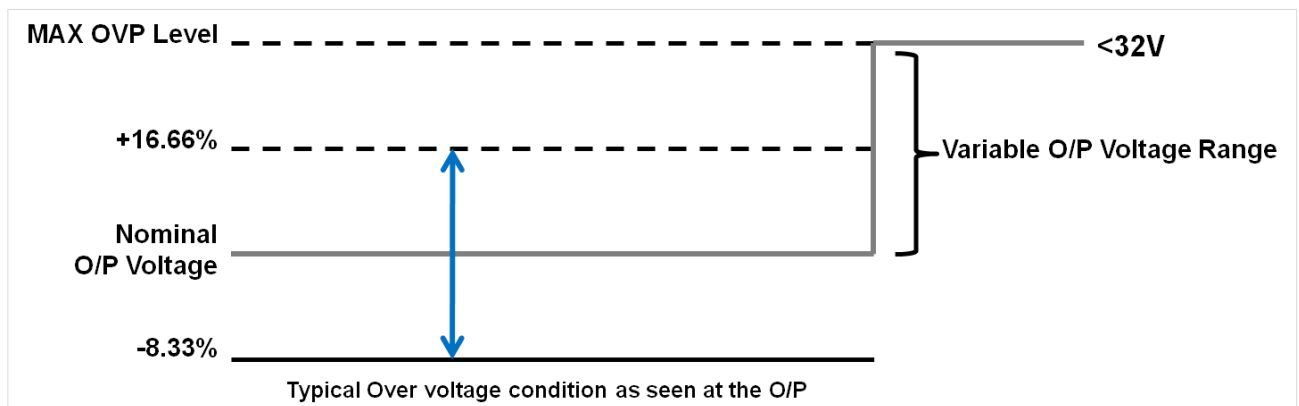 MAX OVP Level
<32V
+16.66%
Variable O/P Voltage Range
Nominal
O/P Voltage
-8.33%
Typical Over voltage condition as seen at the O/P